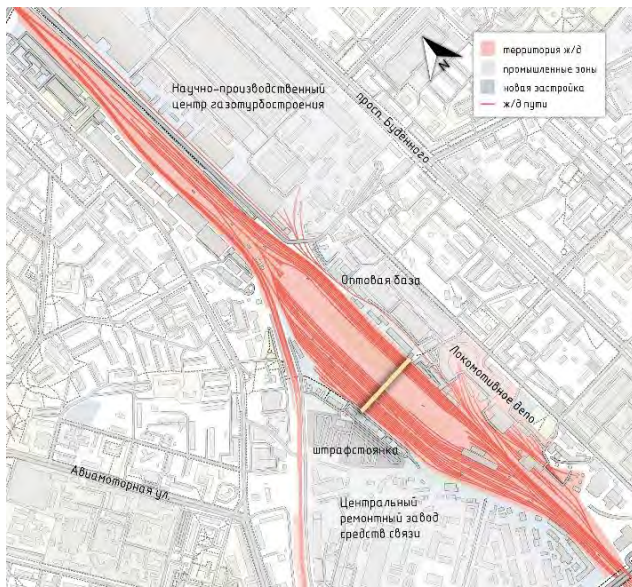 территория ж/д
промышленные зоны
новая застройка
ж/д пути
N
Научно-производственный
центр газотурбостроения
просп. Будённого
Оптовая база
Локомотивное депо
штрафстоянка
Авиамоторная ул.
Центральный
ремонтный завод
средств связи